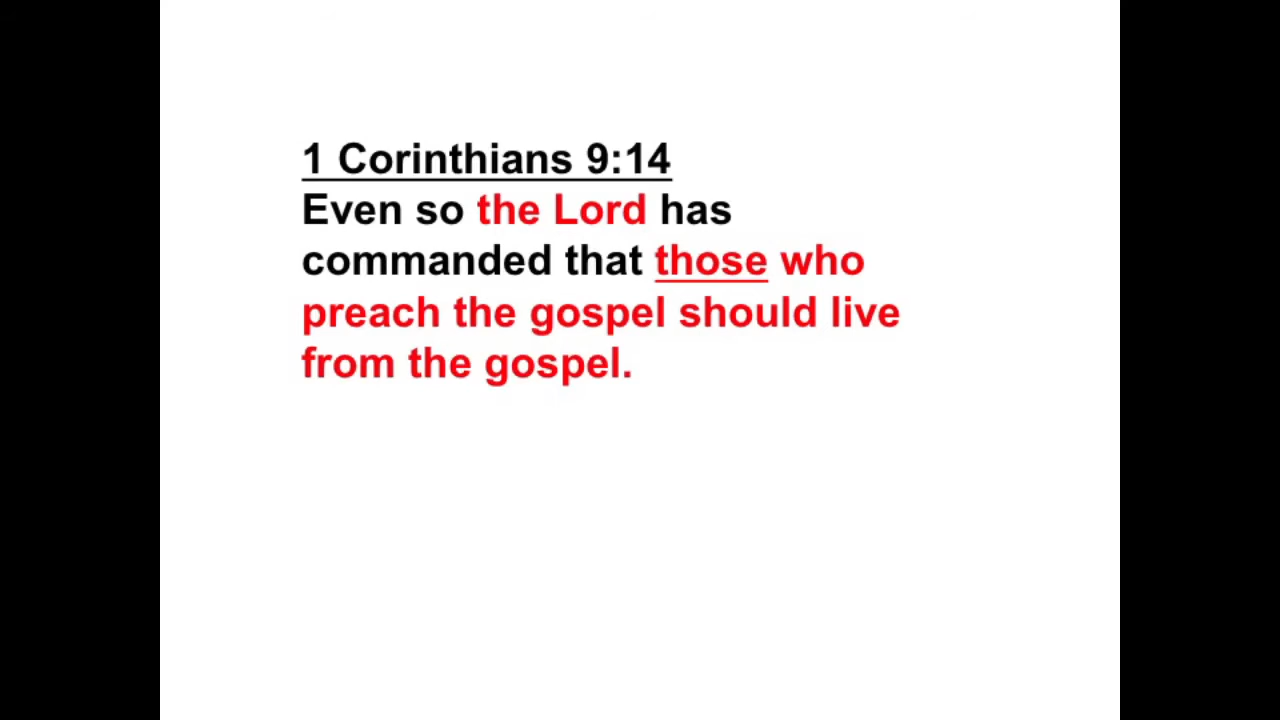 1 Corinthians 9:14
Even so the Lord has
commanded that those who
preach the gospel should live
from the gospel.